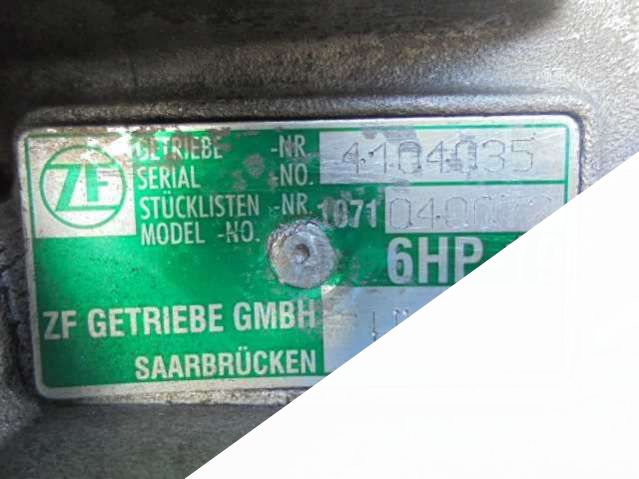 ZF
GETRIEBE -NR. 4104035
SERIAL -NO.
STÜCKLISTEN -NR. 1071
MODEL -NO.
6HP
ZF GETRIEBE GMBH
SAARBRÜCKEN